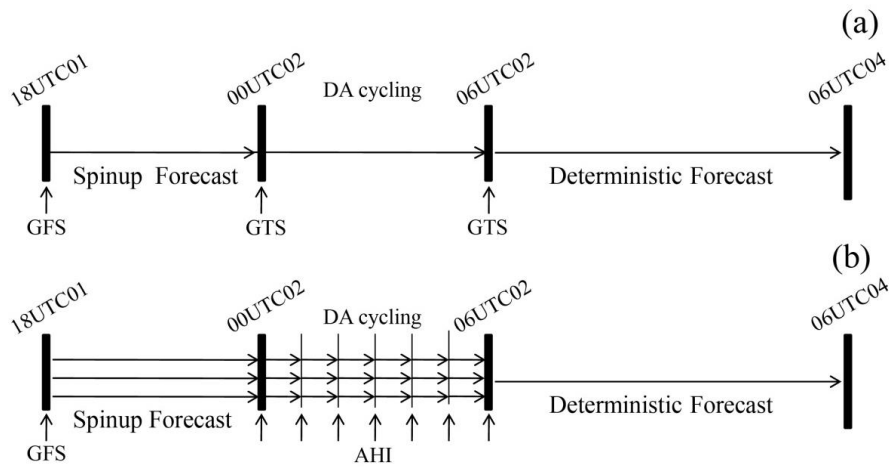 (a)
18UTC01 00UTC02 DA cycling 06UTC02 06UTC04
Spinup Forecast Deterministic Forecast
GFS GTS GTS
(b)
18UTC01 00UTC02 DA cycling 06UTC02 06UTC04
Spinup Forecast Deterministic Forecast
GFS AHI